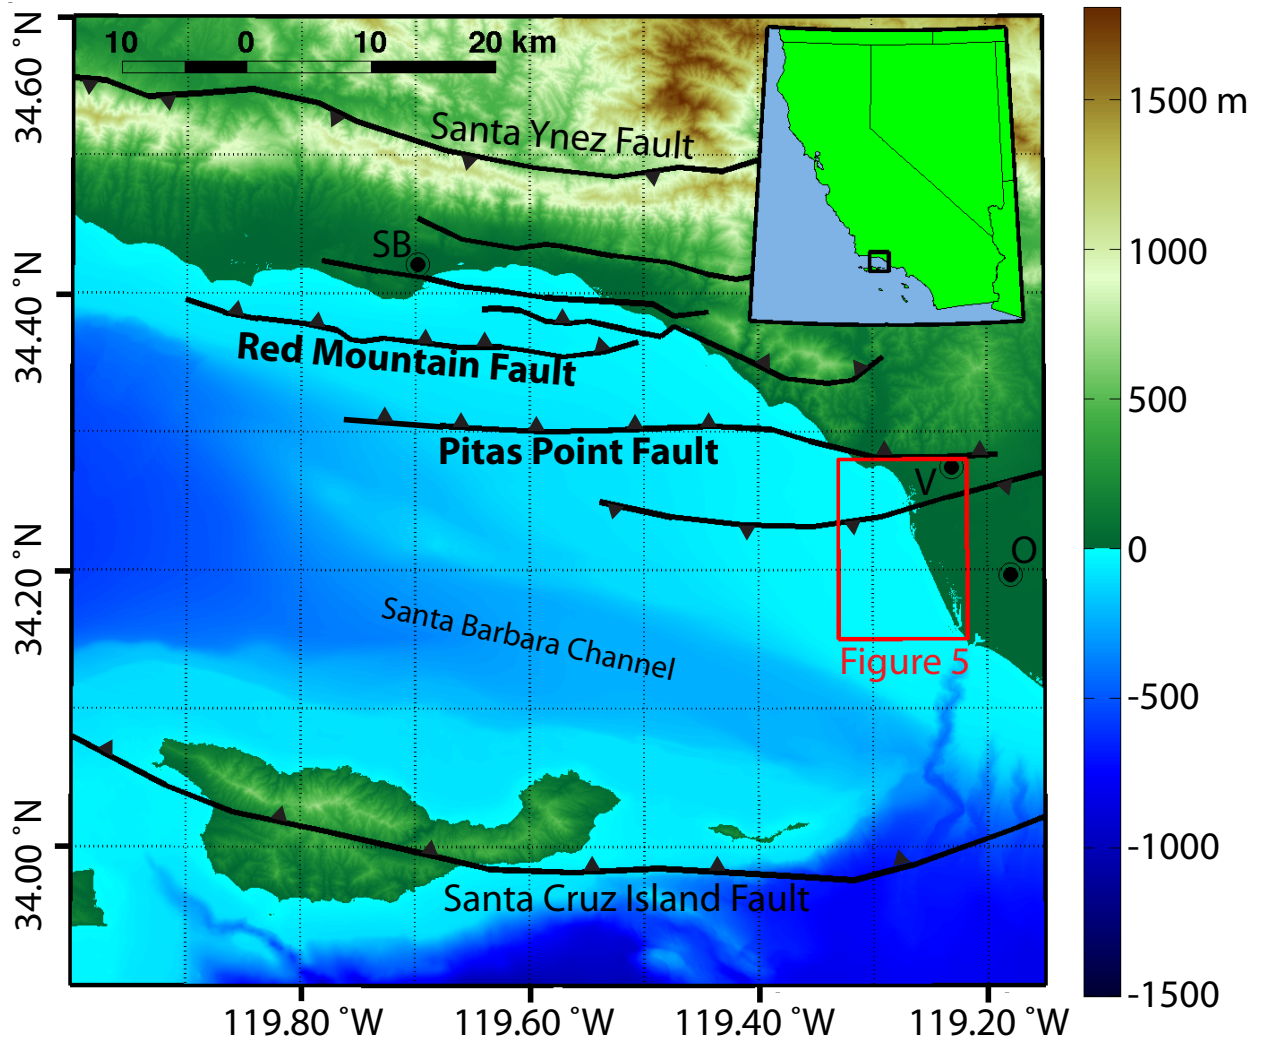 10 0 10 20 km
34.60 °N
1500 m
Santa Ynez Fault
SB
1000
34.40 °N
Red Mountain Fault
500
Pitas Point Fault
V
0
O
34.20 °N
Santa Barbara Channel
Figure 5
-500
34.00 °N
-1000
Santa Cruz Island Fault
-1500
119.80 °W 119.60 °W 119.40 °W 119.20 °W